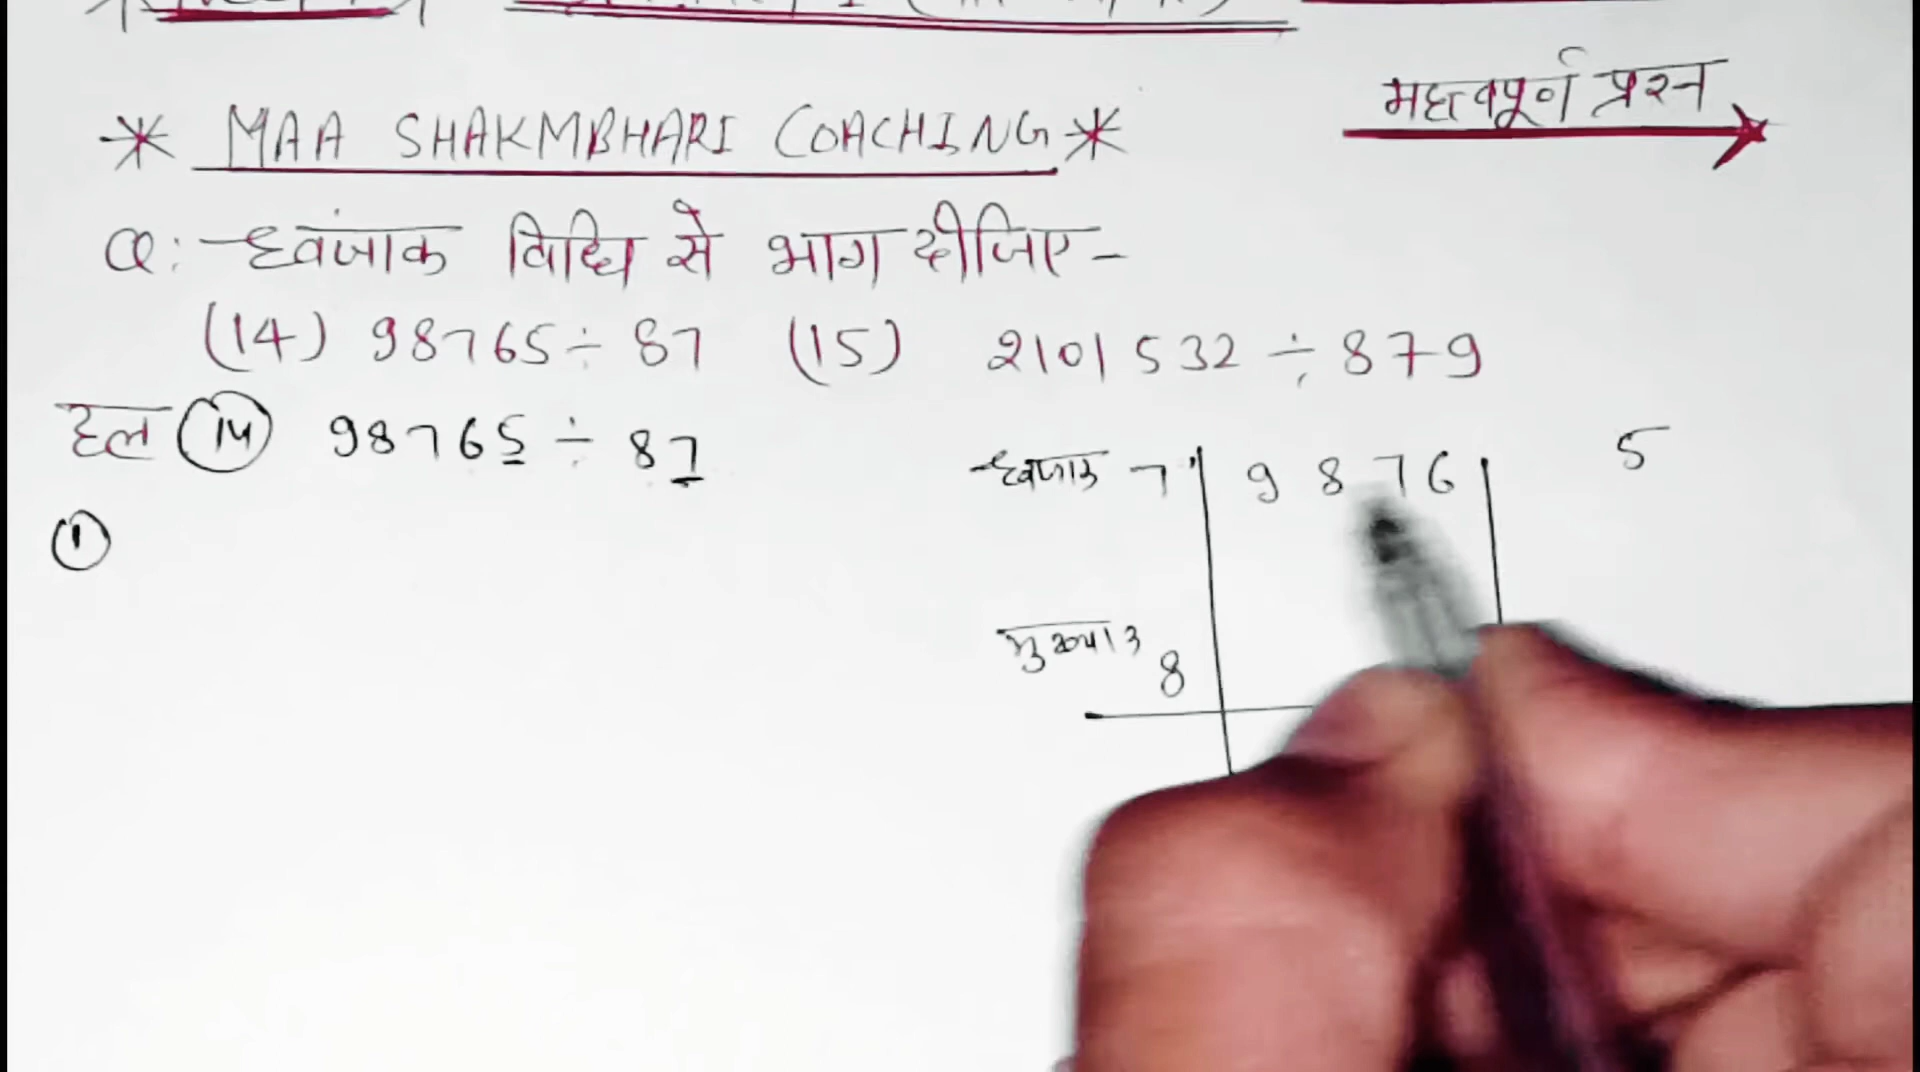 महत्वपूर्ण प्रश्न
* MAA SHAKMBHARI COACHING *
Q:- ध्वजांक विधि से भाग दीजिए-
(14) 98765 ÷ 87 (15) 2101532 ÷ 879
हल (14) 98765 ÷ 87
ध्वजांक 7 9 8 7 6 5
(1)
मुख्यांक 8